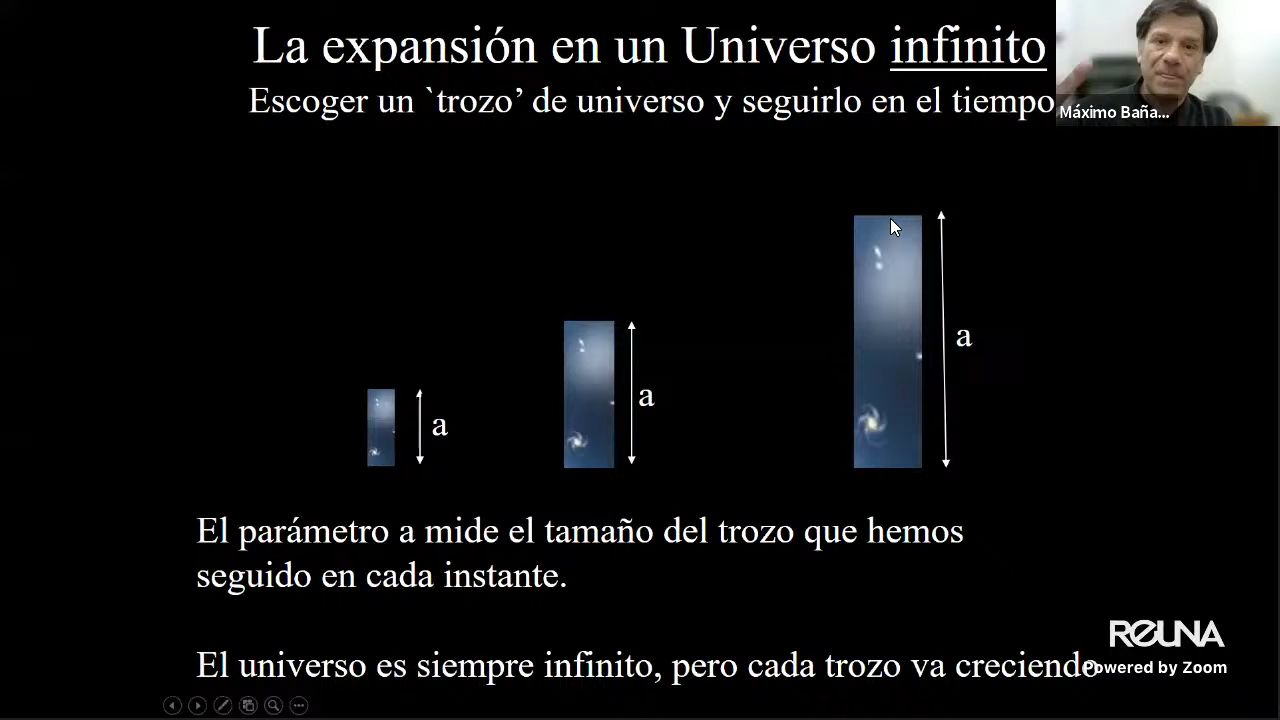 La expansión en un Universo infinito
Escoger un `trozo’ de universo y seguirlo en el tiempo
Máximo Baña...
a
a
a
El parámetro a mide el tamaño del trozo que hemos
seguido en cada instante.
El universo es siempre infinito, pero cada trozo va creciendo
REUNA
Powered by Zoom